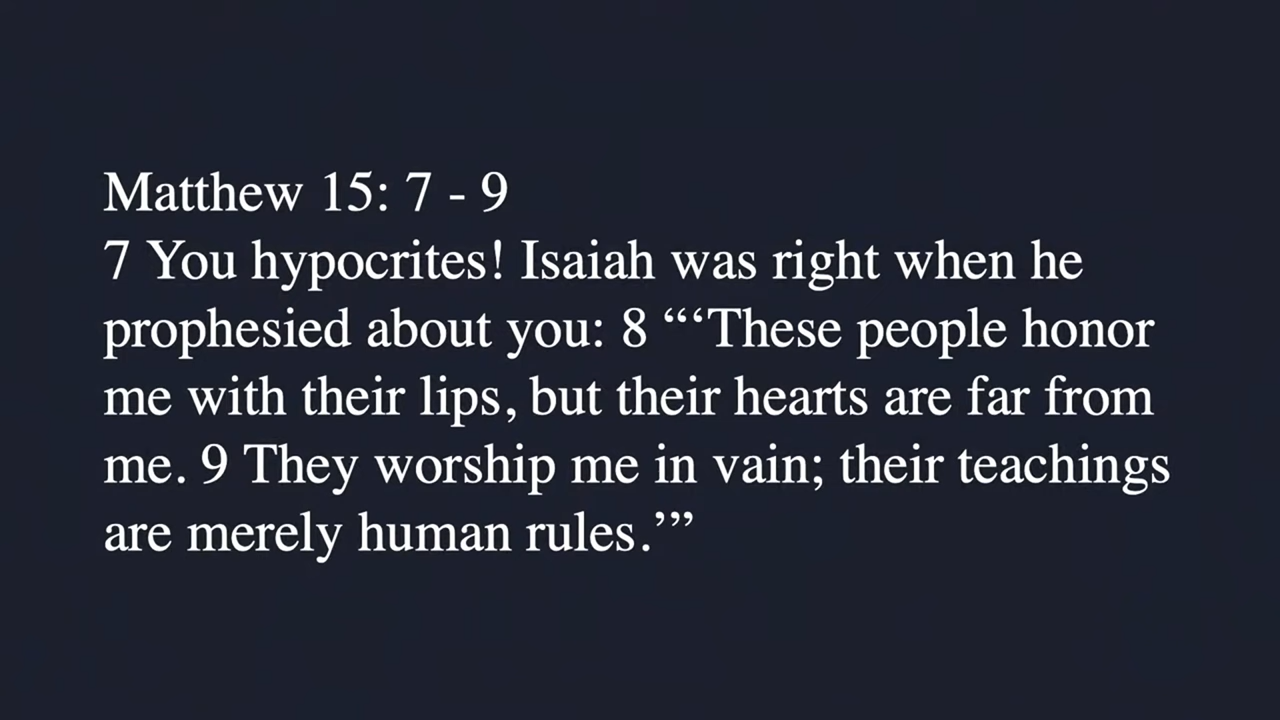 Matthew 15: 7 - 9
7 You hypocrites! Isaiah was right when he
prophesied about you: 8 “‘These people honor
me with their lips, but their hearts are far from
me. 9 They worship me in vain; their teachings
are merely human rules.’”